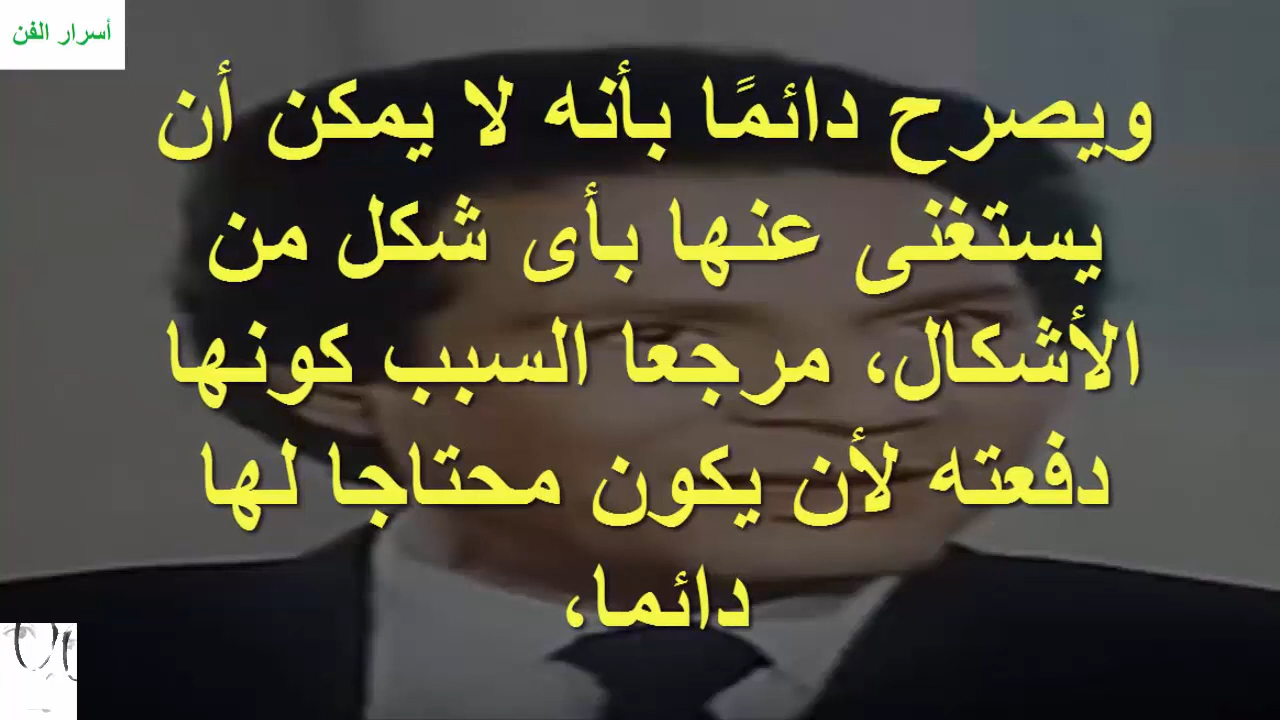 أسرار الفن
ويصرح دائمًا بأنه لا يمكن أن
يستغنى عنها بأى شكل من
الأشكال، مرجعا السبب كونها
دفعته لأن يكون محتاجا لها
دائما،